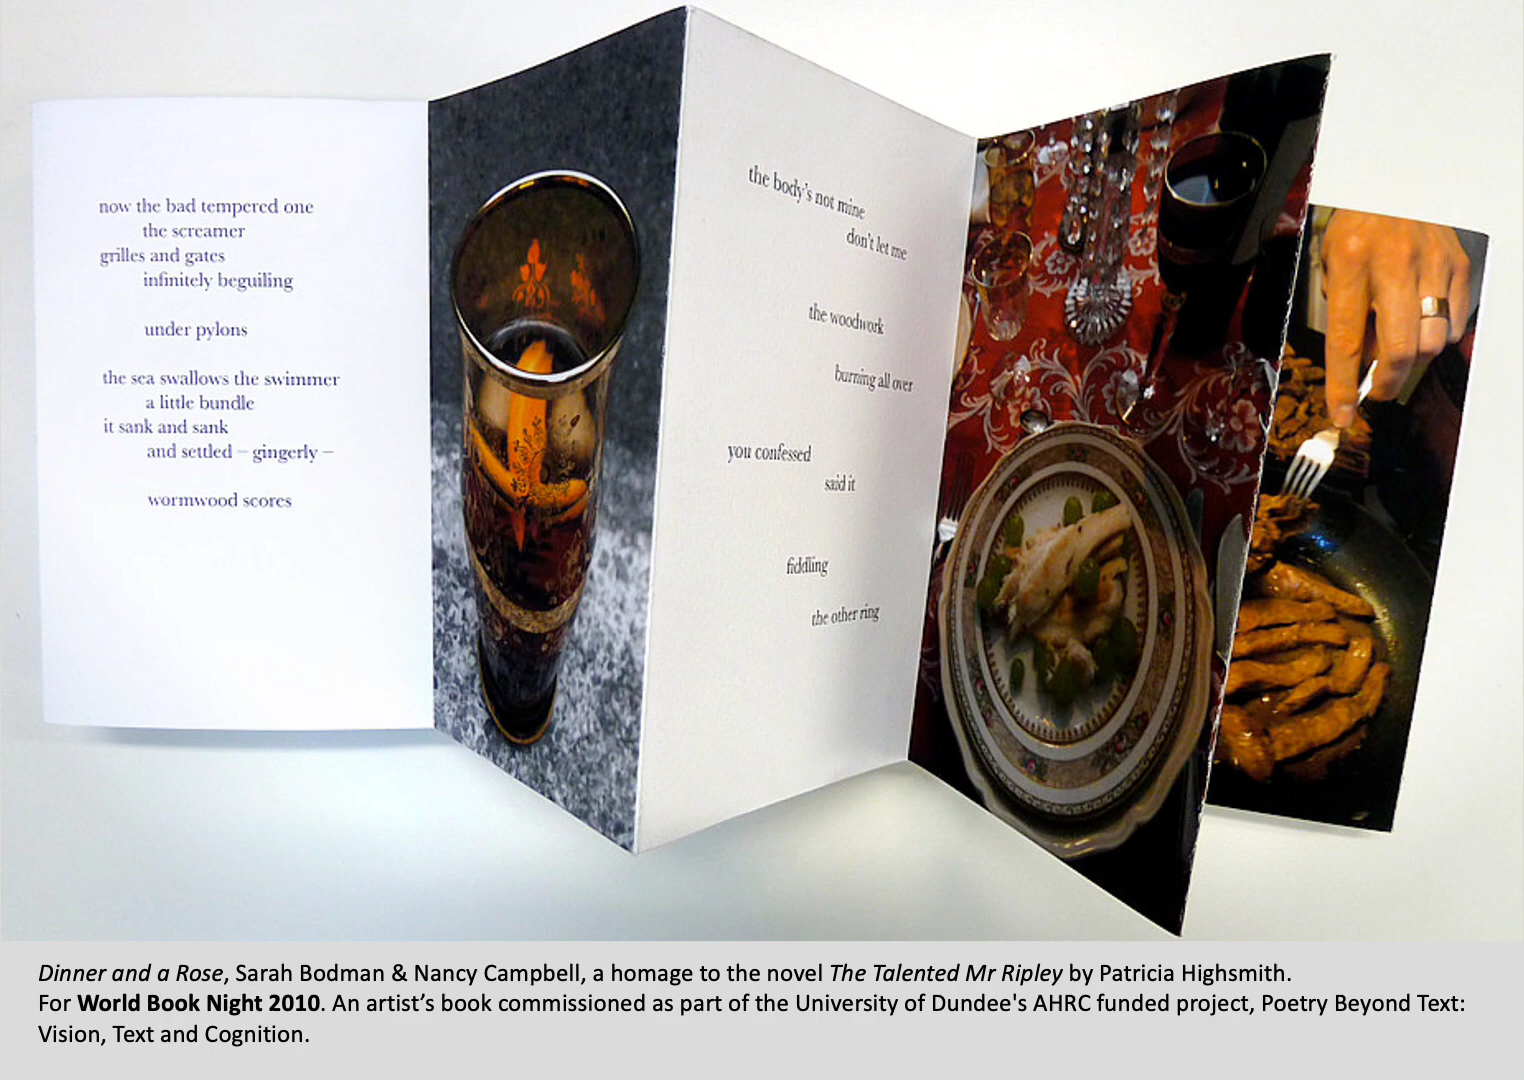 now the bad tempered one
the screamer
grilles and gates
infinitely beguiling
under pylons
the sea swallows the swimmer
a little bundle
it sank and sank
and settled – gingerly –
wormwood scores
the body's not mine
don't let me
the woodwork
burning all over
you confessed
said it
fiddling
the other ring
Dinner and a Rose, Sarah Bodman & Nancy Campbell, a homage to the novel The Talented Mr Ripley by Patricia Highsmith.
For World Book Night 2010. An artist’s book commissioned as part of the University of Dundee's AHRC funded project, Poetry Beyond Text:
Vision, Text and Cognition.